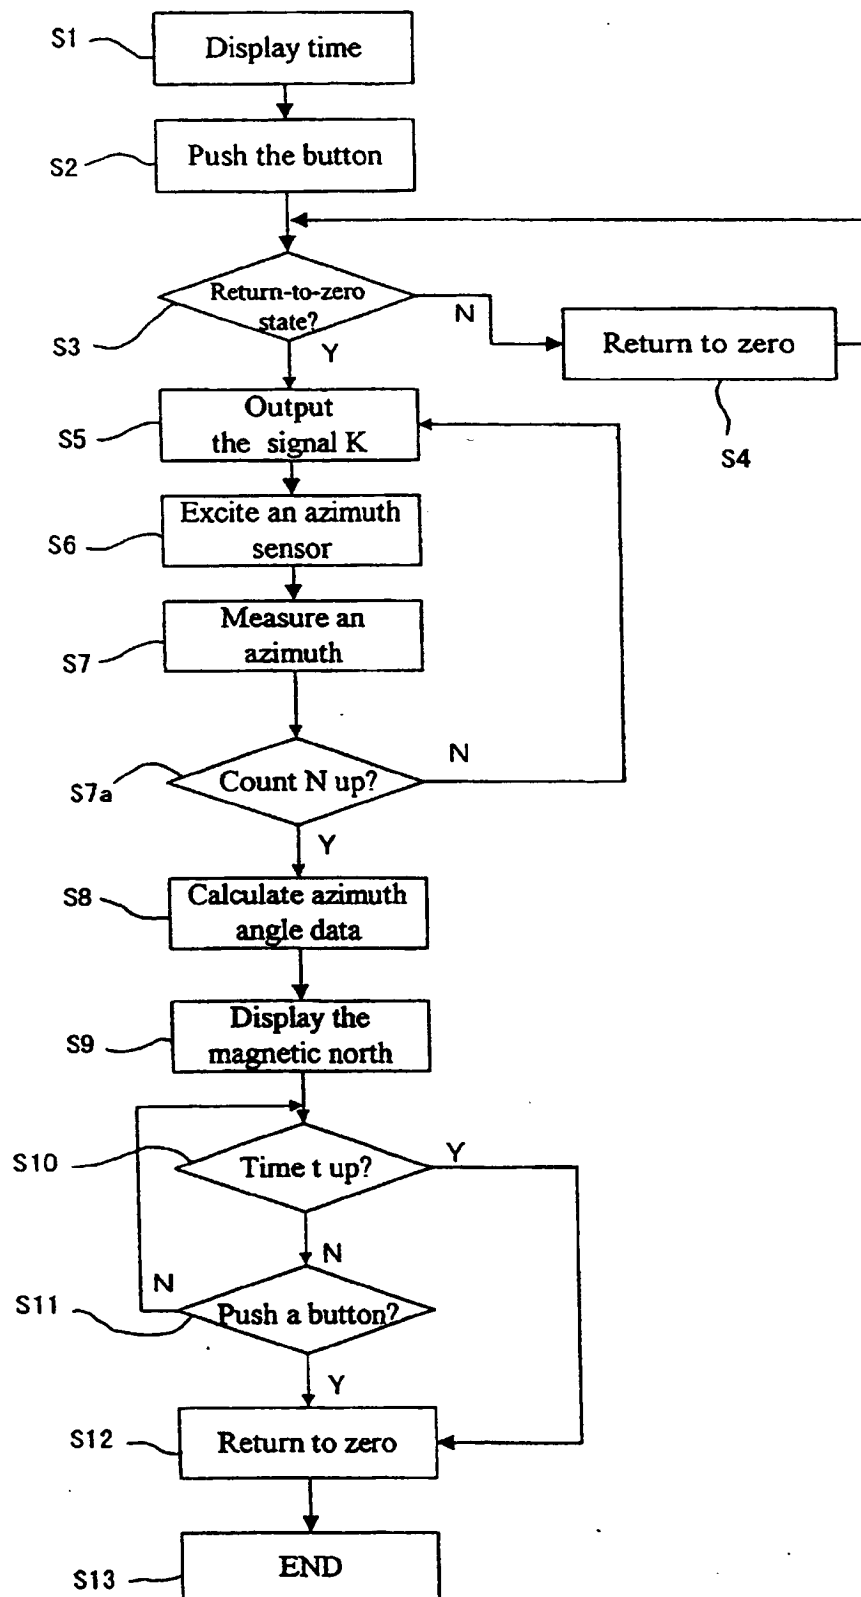 S1
Display time
S2
Push the button
Return-to-zero
state?
S3
N
Y
Return to zero
S4
S5
Output
the signal K
S6
Excite an azimuth
sensor
S7
Measure an
azimuth
S7a
Count N up?
N
Y
S8
Calculate azimuth
angle data
S9
Display the
magnetic north
S10
Time t up?
Y
N
N
S11
Push a button?
Y
S12
Return to zero
S13
END